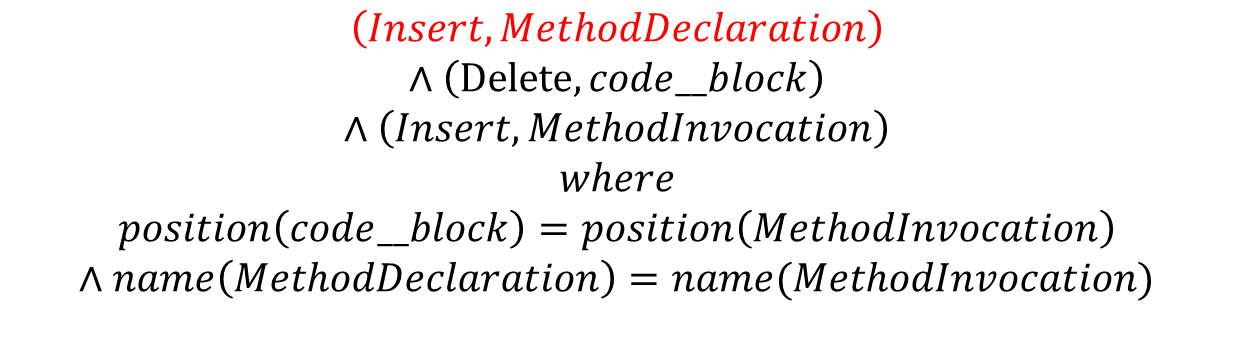 (Insert, MethodDeclaration)
∧ (Delete, code__block)
∧ (Insert, MethodInvocation)
where
position(code__block) = position(MethodInvocation)
∧ name(MethodDeclaration) = name(MethodInvocation)